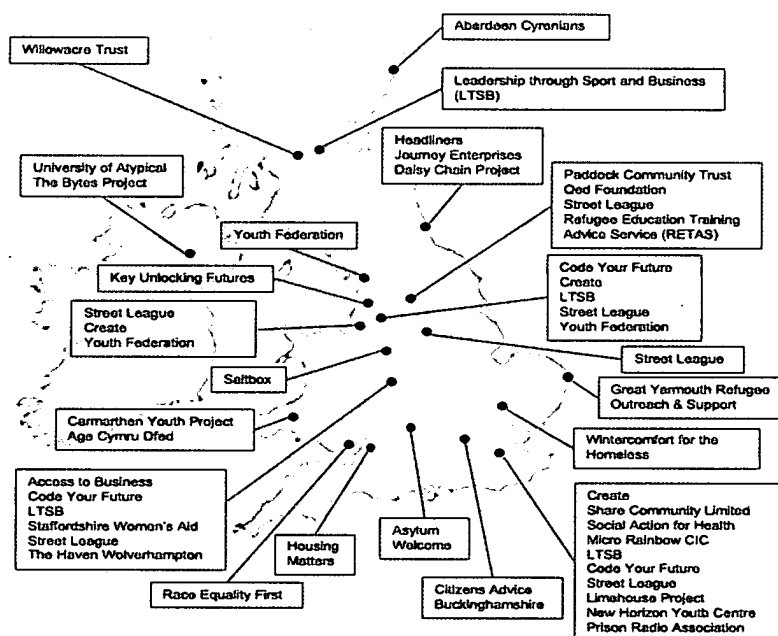 Aberdeen Cyrenians
Willowacre Trust
Leadership through Sport and Business
(LTSB)
Headliners
Journey Enterprises
Daisy Chain Project
University of Atypical
The Bytes Project
Paddock Community Trust
Qed Foundation
Street League
Refugee Education Training
Advice Service (RETAS)
Youth Federation
Key Unlocking Futures
Code Your Future
Create
LTSB
Street League
Youth Federation
Street League
Create
Youth Federation
Street League
Saltbox
Great Yarmouth Refugee
Outreach & Support
Carmarthen Youth Project
Age Cymru Dfed
Wintercomfort for the
Homeless
Access to Business
Code Your Future
LTSB
Staffordshire Women's Aid
Street League
The Haven Wolverhampton
Housing
Matters
Asylum
Welcome
Race Equality First
Citizens Advice
Buckinghamshire
Create
Share Community Limited
Social Action for Health
Micro Rainbow CIC
LTSB
Code Your Future
Street League
Limehouse Project
New Horizon Youth Centre
Prison Radio Association